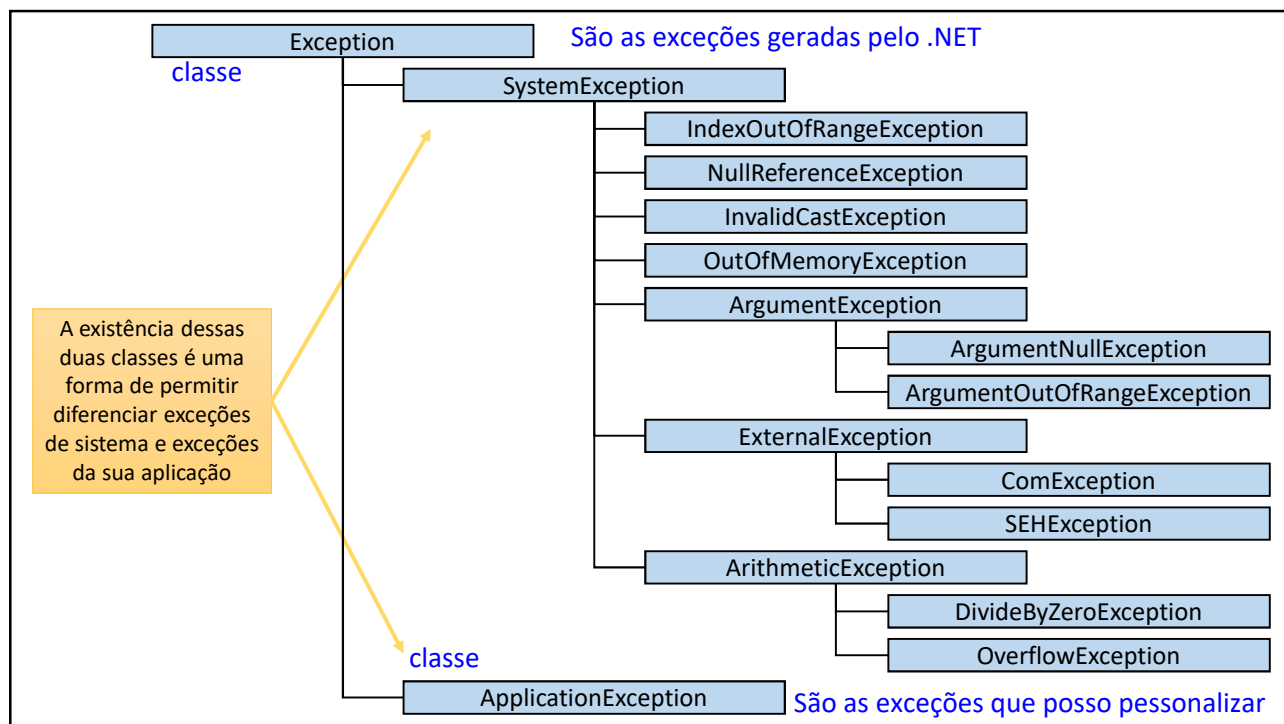 Exception
São as exceções geradas pelo .NET
classe
SystemException
IndexOutOfRangeException
NullReferenceException
InvalidCastException
OutOfMemoryException
ArgumentException
ArgumentNullException
ArgumentOutOfRangeException
A existência dessas
duas classes é uma
forma de permitir
diferenciar exceções
de sistema e exceções
da sua aplicação
ExternalException
ComException
SEHException
ArithmeticException
DivideByZeroException
OverflowException
classe
ApplicationException
São as exceções que posso pessonalizar